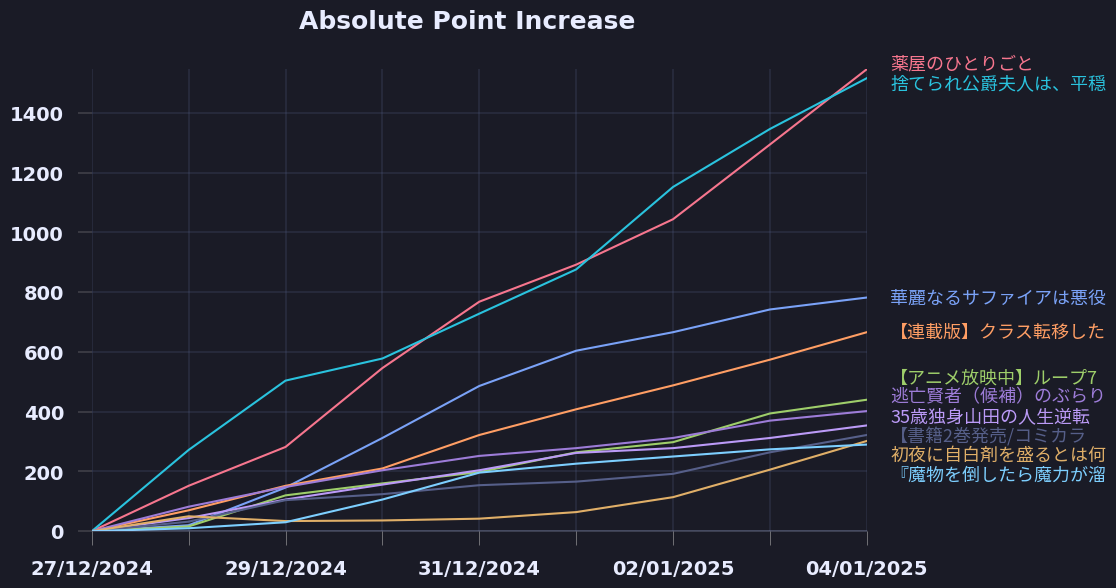 Absolute Point Increase
薬屋のひとりごと
捨てられ公爵夫人は、平穏
1400
1200
1000
800
華麗なるサファイアは悪役
【連載版】クラス転移した
600
【アニメ放映中】ループ7
逃亡賢者（候補）のぶらり
400
35歳独身山田の人生逆転
【書籍2巻発売/コミカラ
初夜に自白剤を盛るとは何
200
『魔物を倒したら魔力が溜
0
27/12/2024
29/12/2024
31/12/2024
02/01/2025
04/01/2025